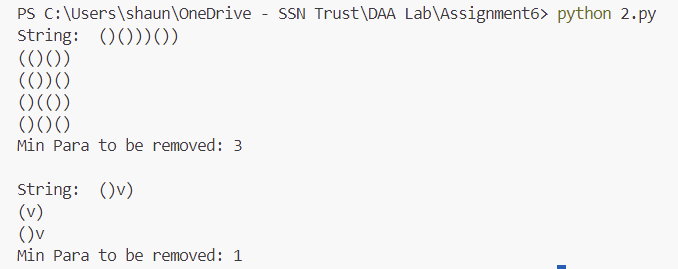 PS C:\Users\shaun\OneDrive - SSN Trust\DAA Lab\Assignment6> python 2.py
String:  ()()))())
(()())
(())()
()(())
()()()
Min Para to be removed: 3
String:  ()v)
(v)
()v
Min Para to be removed: 1